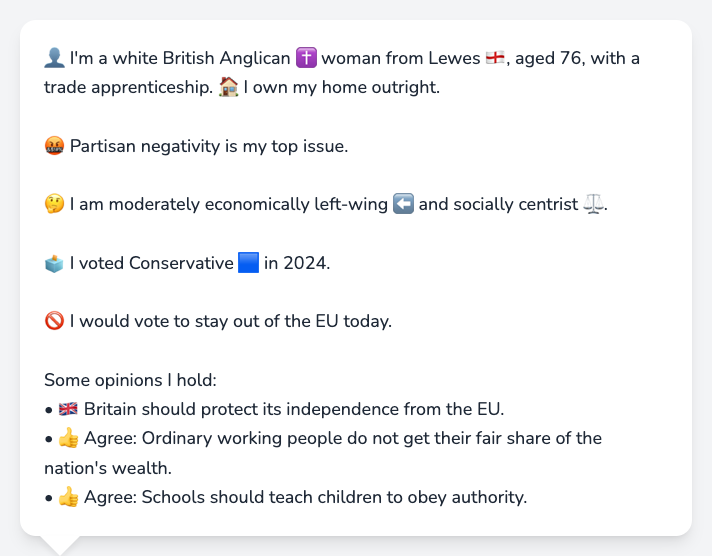 👤 I'm a white British Anglican ✝️ woman from Lewes 🏴󠁧󠁢󠁥󠁮󠁧󠁿, aged 76, with a
trade apprenticeship. 🏠 I own my home outright.
🤬 Partisan negativity is my top issue.
🤔 I am moderately economically left-wing ⬅️ and socially centrist ⚖️.
🗳️ I voted Conservative 🟦 in 2024.
🚫 I would vote to stay out of the EU today.
Some opinions I hold:
• 🇬🇧 Britain should protect its independence from the EU.
• 👍 Agree: Ordinary working people do not get their fair share of the
nation's wealth.
• 👍 Agree: Schools should teach children to obey authority.